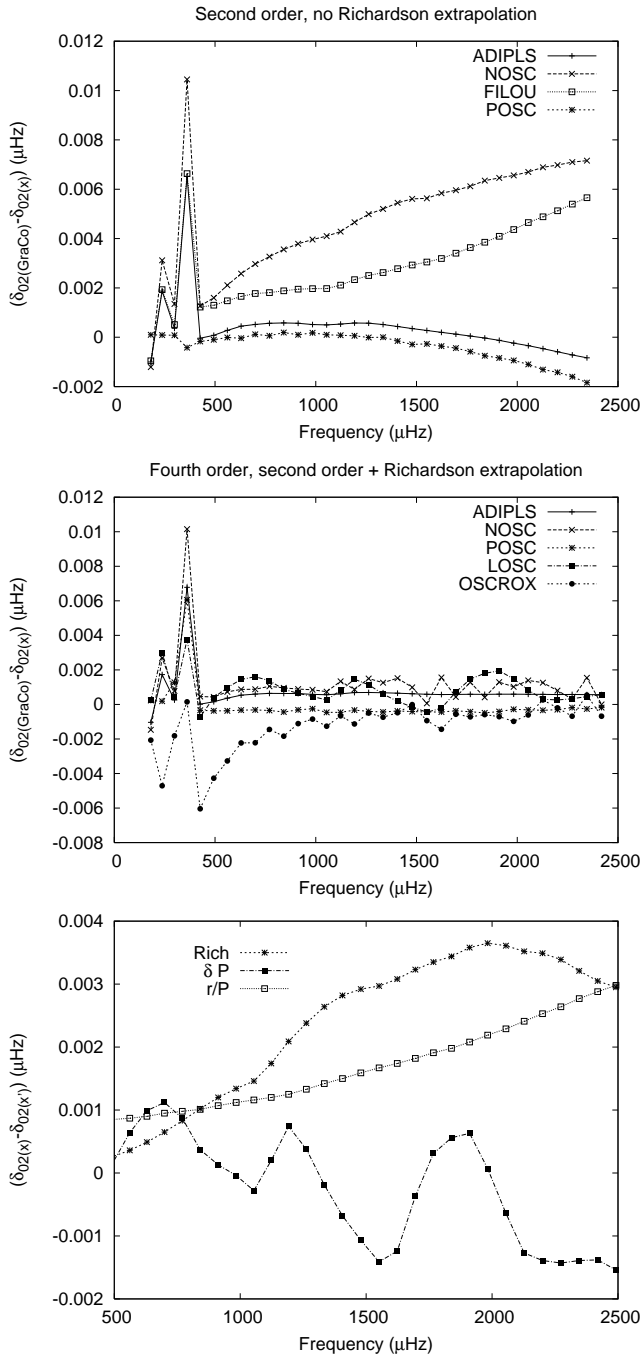 Second order, no Richardson extrapolation
0.012
0.01
0.008
0.006
0.004
0.002
0
-0.002
(δ02(GraCo)-δ02(x)) (μHz)
ADIPLS
NOSC
FILOU
POSC
0 500 1000 1500 2000 2500
Frequency (μHz)
Fourth order, second order + Richardson extrapolation
0.012
0.01
0.008
0.006
0.004
0.002
0
-0.002
-0.004
-0.006
-0.008
(δ02(GraCo)-δ02(x)) (μHz)
ADIPLS
NOSC
POSC
LOSC
OSCROX
0 500 1000 1500 2000 2500
Frequency (μHz)
0.004
0.003
0.002
0.001
0
-0.001
-0.002
(δ02(x)-δ02(x')) (μHz)
Rich
δ P
r/P
500 1000 1500 2000 2500
Frequency (μHz)